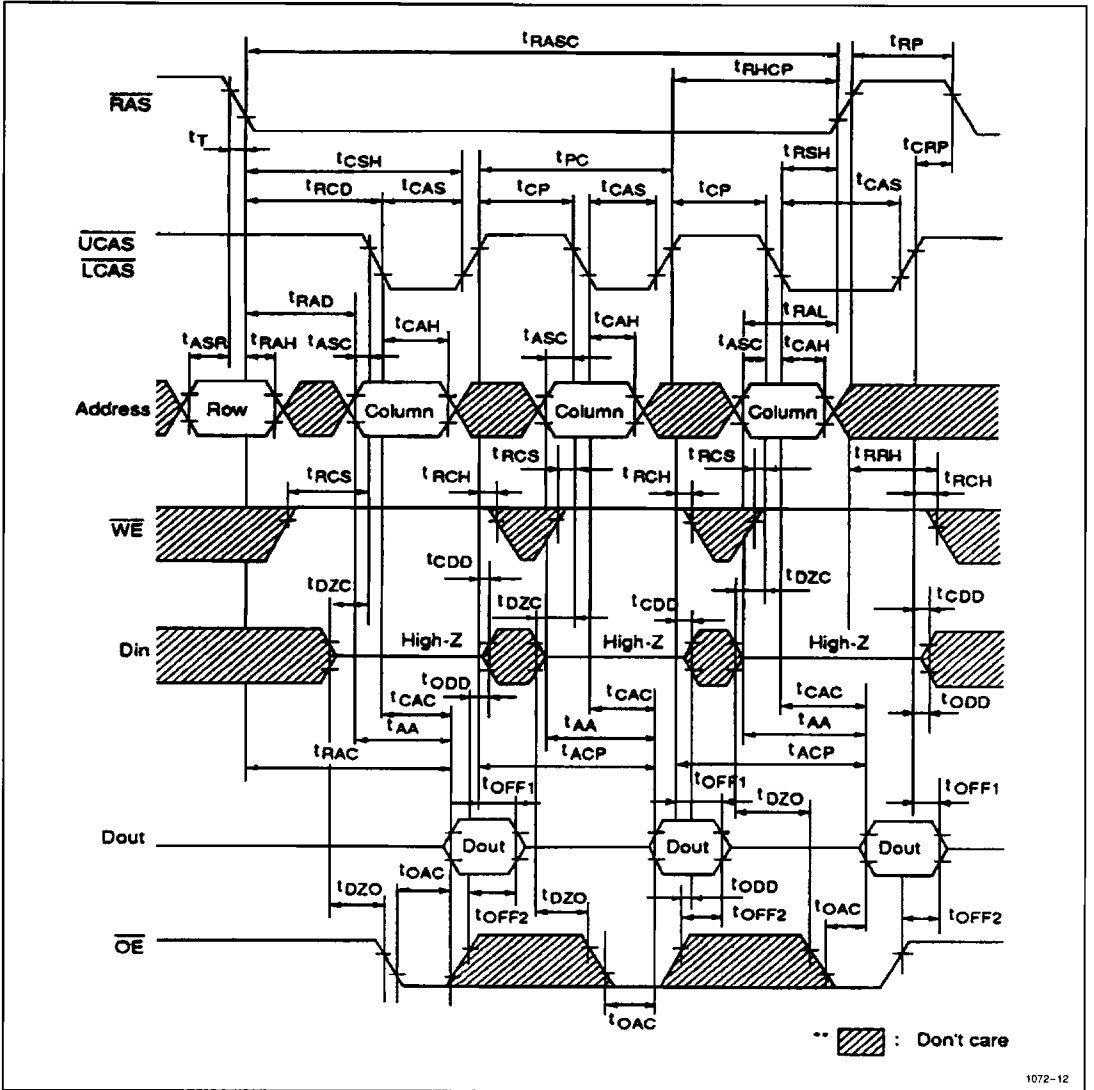 tRASC tRP
tRHCP
RAS
tT tCRP
tCSH tPC tRSH
tRCD tCAS tCP tCAS tCP tCAS
UCAS
LCAS
tRAD tRAL
tASR tRAH tASC tCAH tASC tCAH tASC tCAH
Address Row Column Column Column
tRCS tRCH tRCS tRCH tRCS tRRH tRCH
WE
tCDD tDZC tCDD tDZC tCDD
tDZC
Din High-Z High-Z High-Z
tODD tODD
tCAC tCAC tCAC
tAA tAA tAA
tRAC tACP tACP
tOFF1 tOFF1 tDZO tOFF1
Dout Dout Dout Dout
tDZO tOAC tOFF2 tDZO tODD tOFF2 tOAC tOFF2
OE
tOAC
** : Don't care
1072-12